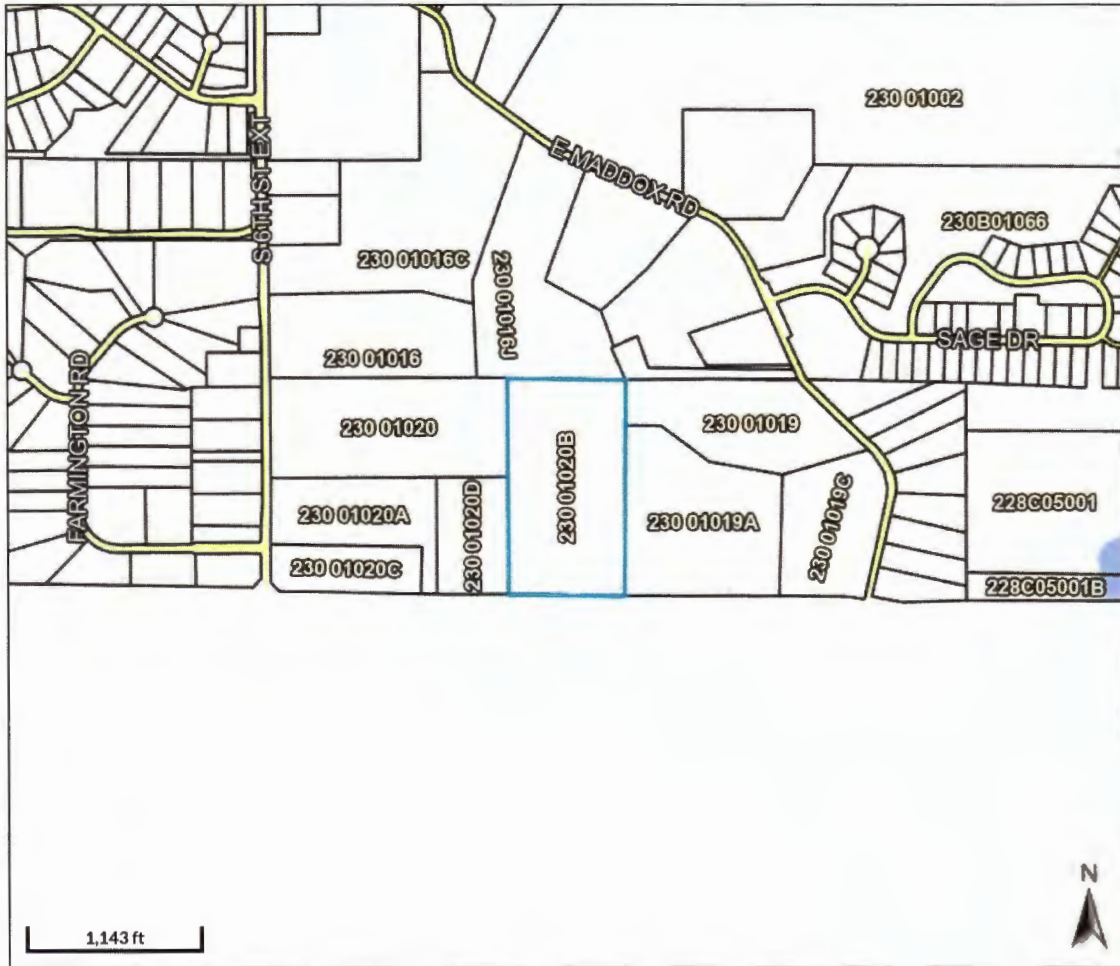 230 01002
E MADDOX RD
S 6TH ST EXT
230B01066
230 01016C
230 01016J
SAGE DR
230 01016
FARMINGTON RD
230 01020
230 01020B
230 01019
230 01020D
230 01020A
230 01019A
230 01019C
228C05001
230 01020C
228C05001B
N
1,143 ft